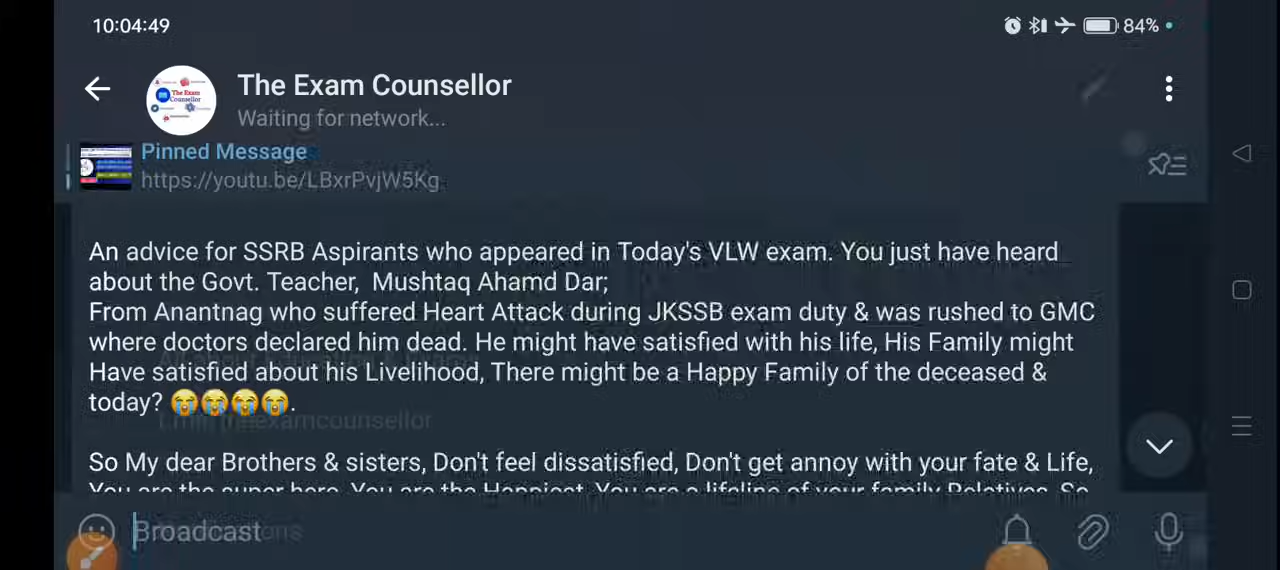 10:04:49
84%
The Exam Counsellor
Waiting for network...
Pinned Message
https://youtu.be/LBxrPvjW5Kg
An advice for SSRB Aspirants who appeared in Today's VLW exam. You just have heard
about the Govt. Teacher, Mushtaq Ahamd Dar;
From Anantnag who suffered Heart Attack during JKSSB exam duty & was rushed to GMC
where doctors declared him dead. He might have satisfied with his life, His Family might
Have satisfied about his Livelihood, There might be a Happy Family of the deceased &
today? 😭😭😭😭.
So My dear Brothers & sisters, Don't feel dissatisfied, Don't get annoy with your fate & Life,
You are the super hero, You are the Happiest, You are a lifeline of your family Relatives. So
Broadcast